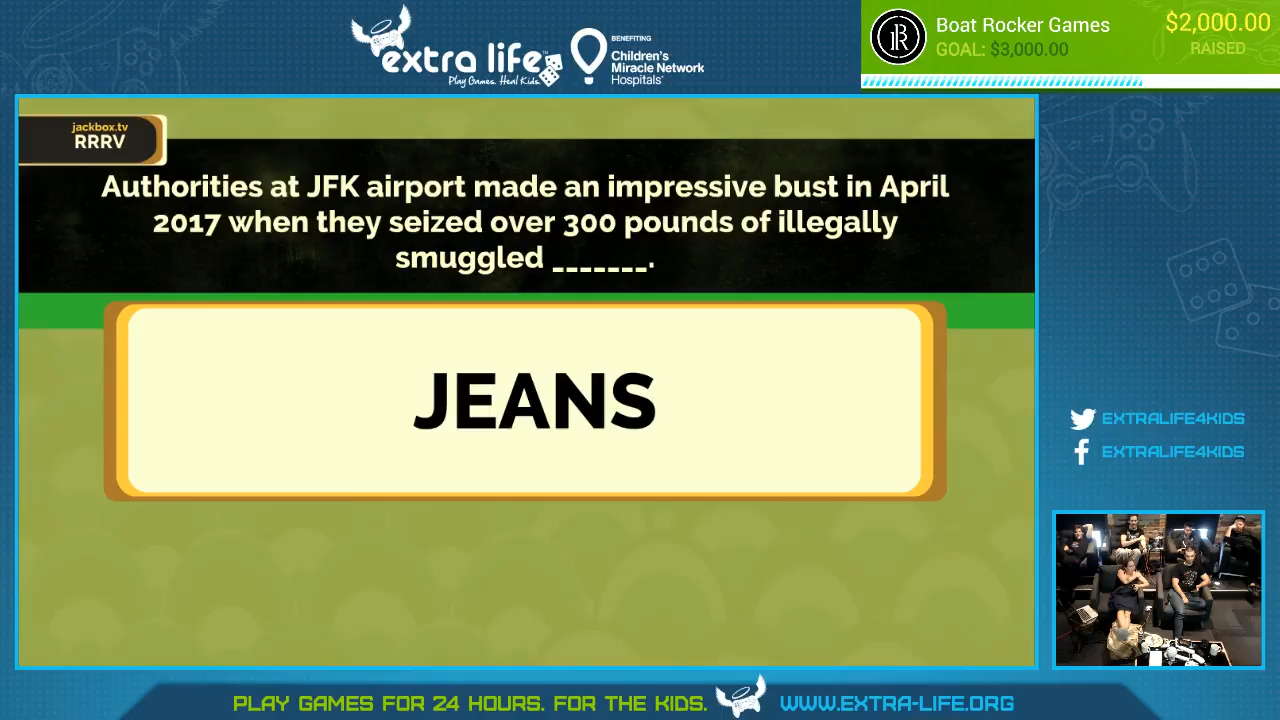 extra life
Play Games. Heal Kids.
BENEFITING
Children's
Miracle Network
Hospitals
Boat Rocker Games
GOAL: $3,000.00
$2,000.00
RAISED
jackbox.tv
RRRV
Authorities at JFK airport made an impressive bust in April
2017 when they seized over 300 pounds of illegally
smuggled _______.
JEANS
EXTRALIFE4KIDS
EXTRALIFE4KIDS
PLAY GAMES FOR 24 HOURS. FOR THE KIDS.
WWW.EXTRA-LIFE.ORG